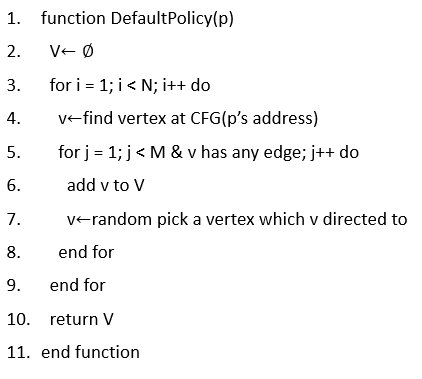 1. function DefaultPolicy(p)
2. V← Ø
3. for i = 1; i < N; i++ do
4. v←find vertex at CFG(p’s address)
5. for j = 1; j < M & v has any edge; j++ do
6. add v to V
7. v←random pick a vertex which v directed to
8. end for
9. end for
10. return V
11. end function